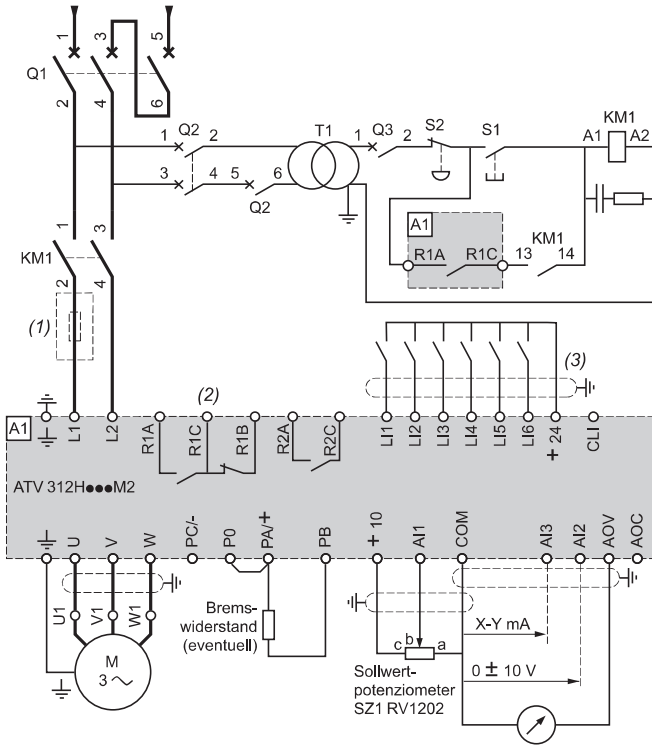 1
3
5
Q1
2
4
6
1
Q2
2
T1
1
Q3
2
S2
S1
KM1
A1
A2
3
4
5
6
Q2
A1
KM1
R1A
R1C
13
14
1
3
KM1
2
4
(1)
(2)
(3)
A1
L1
L2
R1A
R1C
R1B
R2A
R2C
LI1
LI2
LI3
LI4
LI5
LI6
+ 24
CLI
ATV 312H●●●M2
U
V
W
PC/-
P0
PA/+
PB
+ 10
AI1
COM
AI3
AI2
AOV
AOC
U1
V1
W1
M
3 ~
Brems-
widerstand
(eventuell)
c
b
a
X-Y mA
0 ± 10 V
Sollwert-
potenziometer
SZ1 RV1202